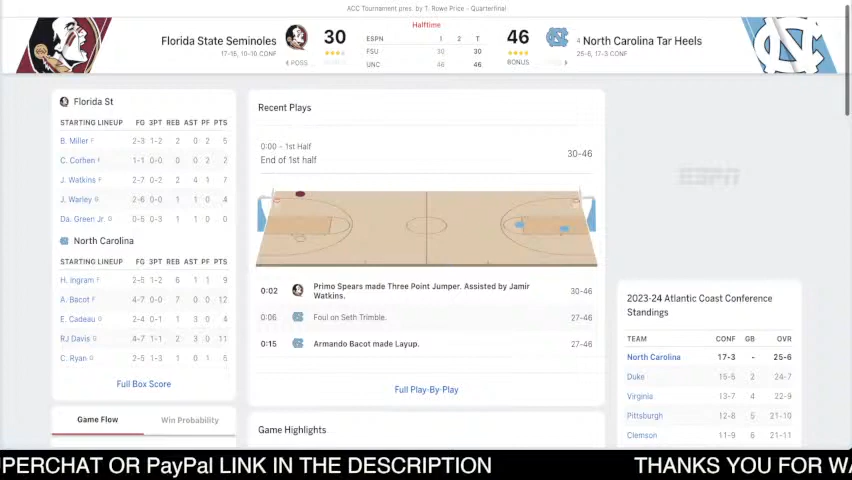 ACC Tournament pres. by T. Rowe Price - Quarterfinal
Halftime
Florida State Seminoles 30 46 4 North Carolina Tar Heels
17-15, 10-10 CONF 25-6, 17-3 CONF
POSS BONUS
ESPN 1 2 T
FSU 30 30
UNC 46 46
Florida St
STARTING LINEUP FG 3PT REB AST PF PTS
B. Miller F 2-3 1-2 2 0 2 5
C. Corhen F 1-1 0-0 0 0 2 2
J. Watkins F 2-7 0-2 2 4 1 7
J. Warley G 2-6 0-0 1 1 0 4
Da. Green Jr. G 0-5 0-3 1 1 0 0
North Carolina
STARTING LINEUP FG 3PT REB AST PF PTS
H. Ingram F 2-5 1-2 6 1 1 9
A. Bacot F 4-7 0-0 7 0 0 12
E. Cadeau G 2-4 0-1 1 3 0 4
RJ Davis G 4-7 1-1 2 3 0 11
C. Ryan G 2-5 1-3 1 0 1 5
Full Box Score
Game Flow Win Probability
Recent Plays
0:00 - 1st Half
End of 1st half 30-46
0:02 Primo Spears made Three Point Jumper. Assisted by Jamir
Watkins. 30-46
0:06 Foul on Seth Trimble. 27-46
0:15 Armando Bacot made Layup. 27-46
Full Play-By-Play
Game Highlights
ESPN
2023-24 Atlantic Coast Conference
Standings
TEAM CONF GB OVR
North Carolina 17-3 - 25-6
Duke 15-5 2 24-7
Virginia 13-7 4 22-9
Pittsburgh 12-8 5 21-10
Clemson 11-9 6 21-11
PERCHAT OR PayPal LINK IN THE DESCRIPTION THANKS YOU FOR WA